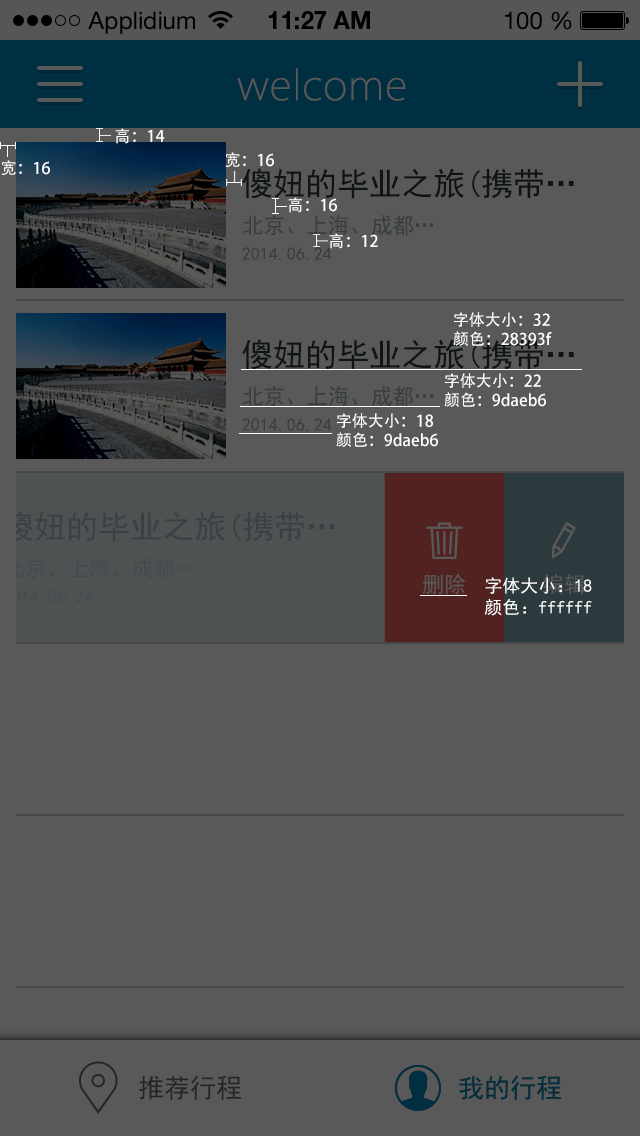 Applidium 11:27 AM 100 %
welcome
高：14
宽：16
宽：16
傻妞的毕业之旅(携带…
高：16
北京、上海、成都…
高：12
2014.06.24
字体大小：32
颜色：28393f
傻妞的毕业之旅(携带…
字体大小：22
北京、上海、成都…
颜色：9daeb6
2014.06.24
字体大小：18
颜色：9daeb6
傻妞的毕业之旅(携带…
北京、上海、成都…
14.06.24
删除
编辑
字体大小：18
颜色：ffffff
推荐行程
我的行程